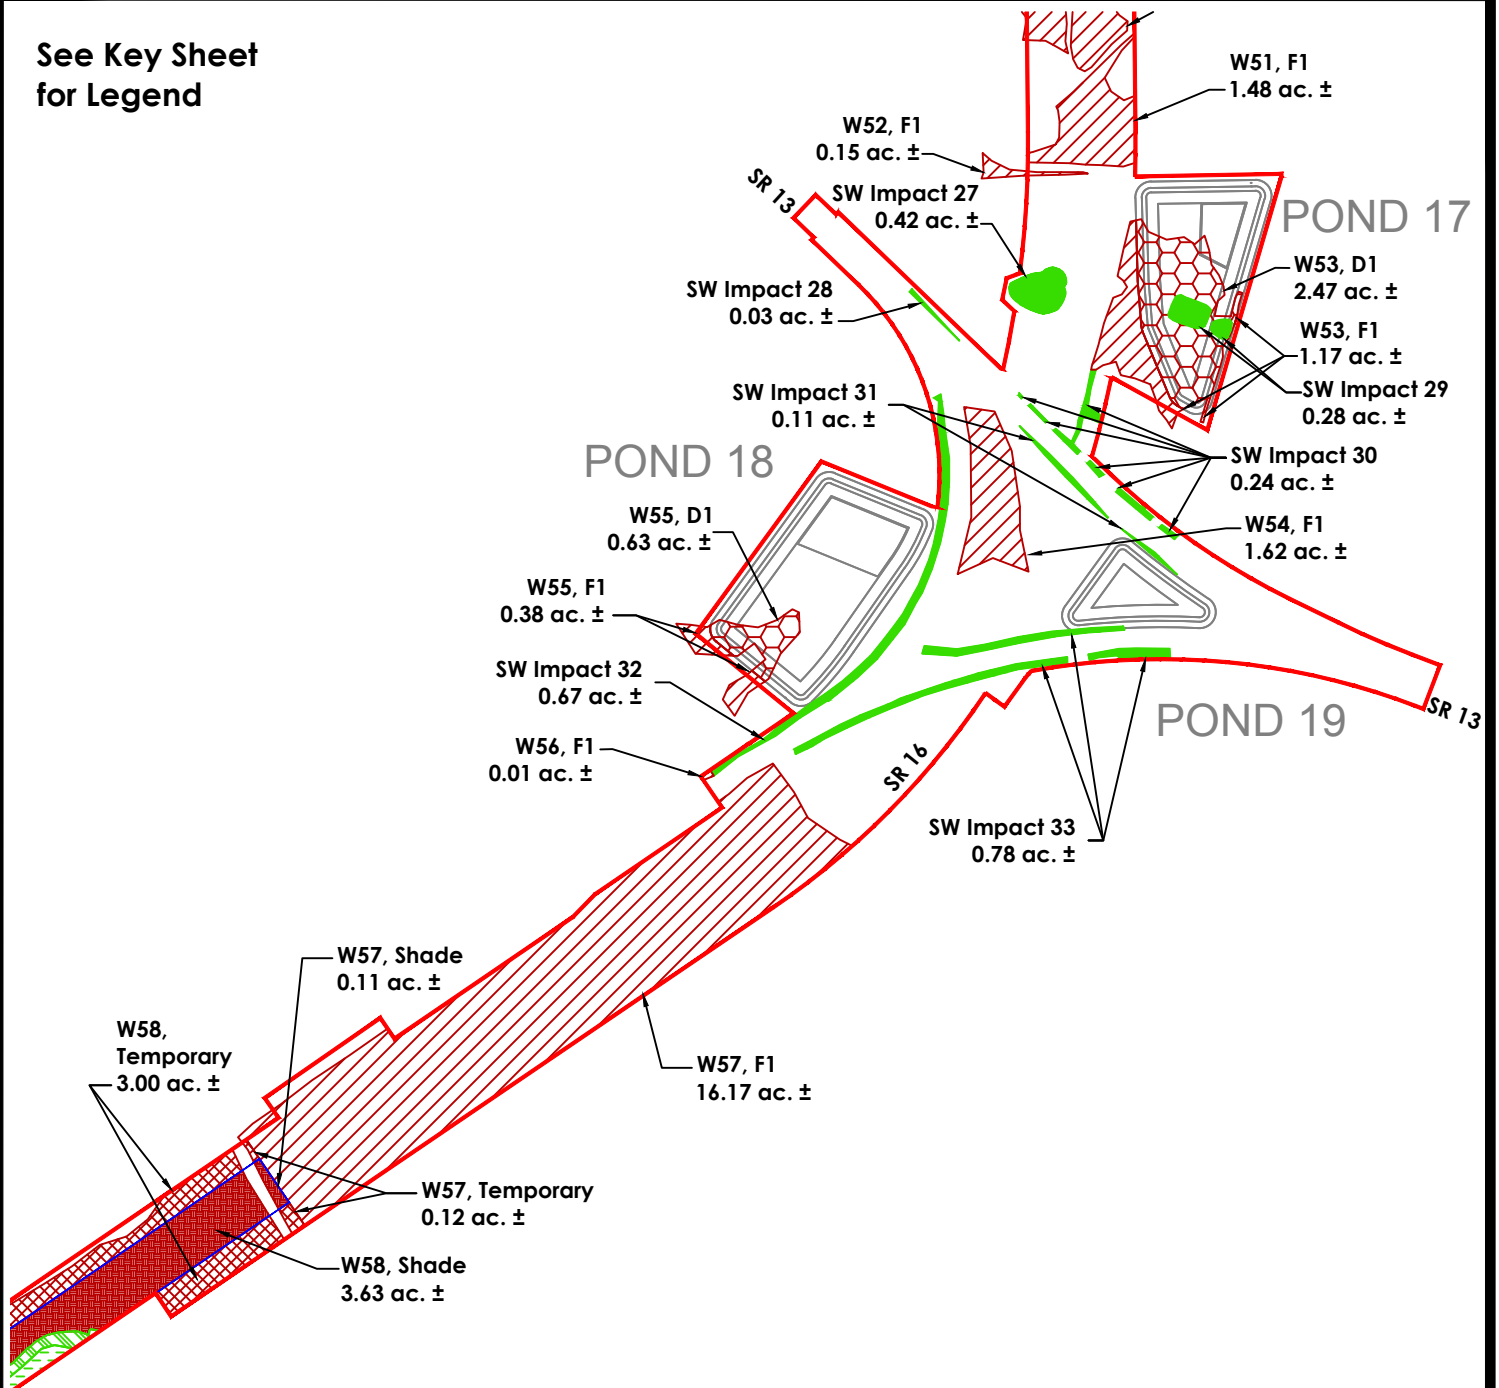 See Key Sheet
for Legend
W51, F1
1.48 ac. ±
W52, F1
0.15 ac. ±
SR 13
SW Impact 27
0.42 ac. ±
POND 17
W53, D1
2.47 ac. ±
SW Impact 28
0.03 ac. ±
W53, F1
1.17 ac. ±
SW Impact 29
0.28 ac. ±
SW Impact 31
0.11 ac. ±
POND 18
SW Impact 30
0.24 ac. ±
W55, D1
0.63 ac. ±
W54, F1
1.62 ac. ±
W55, F1
0.38 ac. ±
SW Impact 32
0.67 ac. ±
SR 13
POND 19
W56, F1
0.01 ac. ±
SR 16
SW Impact 33
0.78 ac. ±
W57, Shade
0.11 ac. ±
W58,
Temporary
3.00 ac. ±
W57, F1
16.17 ac. ±
W57, Temporary
0.12 ac. ±
W58, Shade
3.63 ac. ±